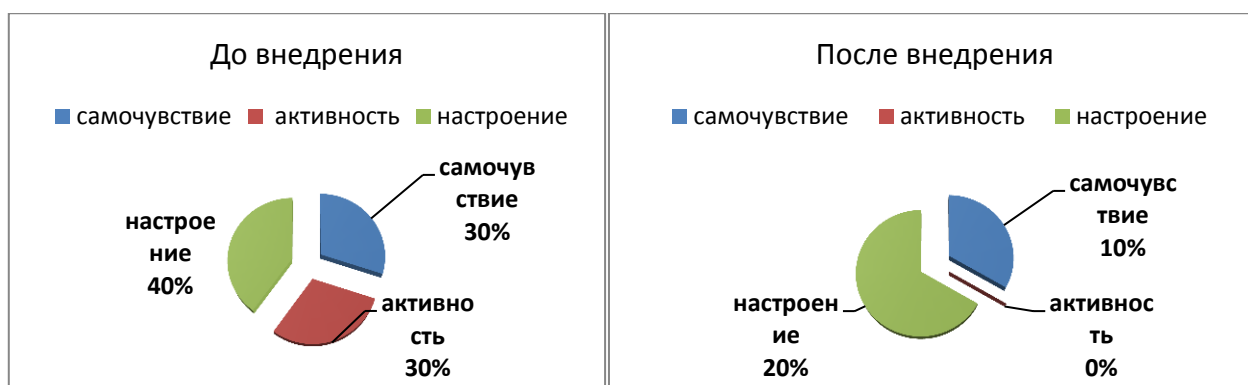 До внедрения
самочувствие активность настроение
самочув
ствие
30%
активно
сть
30%
настрое
ние
40%
После внедрения
самочувствие активность настроение
самочувс
твие
10%
активнос
ть
0%
настроен
ие
20%